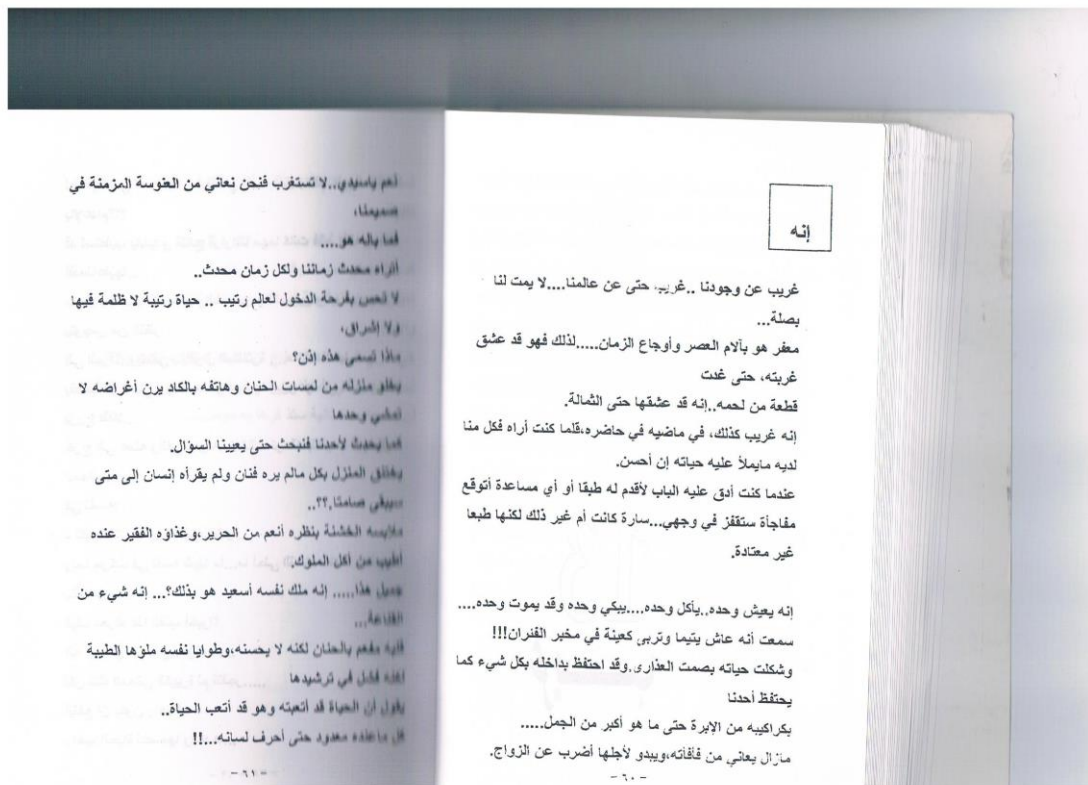 إنه
غريب عن وجودنا ..غريب حتى عن عالمنا....لا يمت لنا
بصلة...
معفر هو بآلام العصر وأوجاع الزمان.....لذلك فهو قد عشق
غربته، حتى غدت
قطعة من لحمه..إنه قد عشقها حتى الثمالة.
إنه غريب كذلك، في ماضيه في حاضره،قلما كنت أراه فكل منا
لديه مايملأ عليه حياته إن أحسن.
عندما كنت أدق عليه الباب لأقدم له طبقا أو أي مساعدة أتوقع
مفاجأة ستقفز في وجهي...سارة كانت أم غير ذلك لكنها طبعا
غير معتادة.
إنه يعيش وحده..يأكل وحده....يبكي وحده وقد يموت وحده....
سمعت أنه عاش يتيما وتربى كعينة في مخبر الفئران!!!
وشكلت حياته بصمت العذارى.وقد احتفظ بداخله بكل شيء كما
يحتفظ أحدنا
بكراكيبه من الإبرة حتى ما هو أكبر من الجمل.....
مازال يعاني من فأفأته،ويبدو لأجلها أضرب عن الزواج.
-٦٠-
نعم ياسيدي..لا تستغرب فنحن نعاني من العنوسة المزمنة في
صميمنا،
فما باله هو....
أتراه محدث زماننا ولكل زمان محدث..
لا تحس بفرحة الدخول لعالم رتيب .. حياة رتيبة لا ظلمة فيها
ولا إشراق،
ماذا تسمى هذه إذن؟
يخلو منزله من لمسات الحنان وهاتفه بالكاد يرن أغراضه لا
تمشي وحدها
كما يحدث لأحدنا فنبحث حتى يعيينا السؤال.
يختنق المنزل بكل مالم يره فنان ولم يقرأه إنسان إلى متى
سيبقى صامتا,؟؟..
ملابسه الخشنة بنظره أنعم من الحرير،وغذاؤه الفقير عنده
أطيب من أكل الملوك.
جميل هذا..... إنه ملك نفسه أسعيد هو بذلك؟... إنه شيء من
القناعة...
قلبه مفعم بالحنان لكنه لا يحسنه،وطوايا نفسه ملؤها الطيبة
لكنه فشل في ترشيدها
يقول أن الحياة قد أتعبته وهو قد أتعب الحياة..
كل ماعنده معدود حتى أحرف لسانه...!!
-٦١-